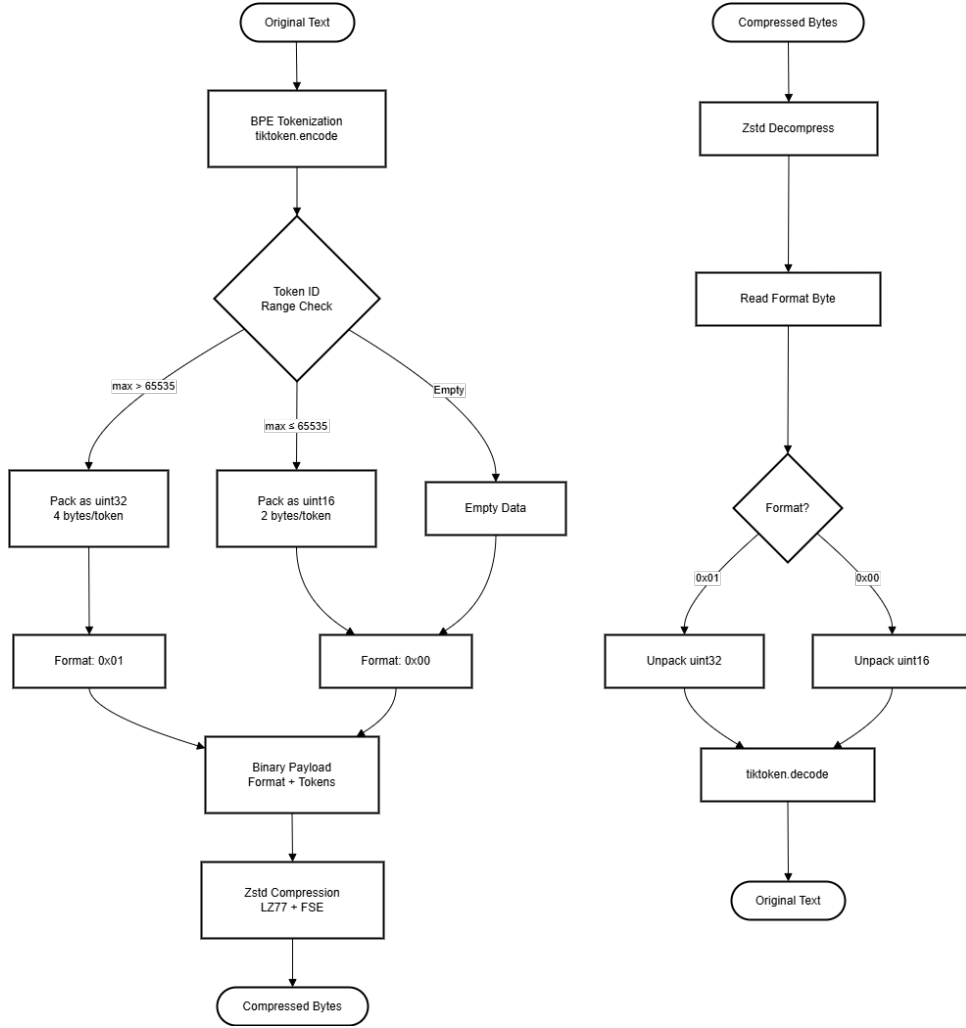 Original Text
BPE Tokenization
tiktoken.encode
Token ID
Range Check
max > 65535
max ≤ 65535
Empty
Pack as uint32
4 bytes/token
Pack as uint16
2 bytes/token
Empty Data
Format: 0x01
Format: 0x00
Binary Payload
Format + Tokens
Zstd Compression
LZ77 + FSE
Compressed Bytes
Compressed Bytes
Zstd Decompress
Read Format Byte
Format?
0x01
0x00
Unpack uint32
Unpack uint16
tiktoken.decode
Original Text